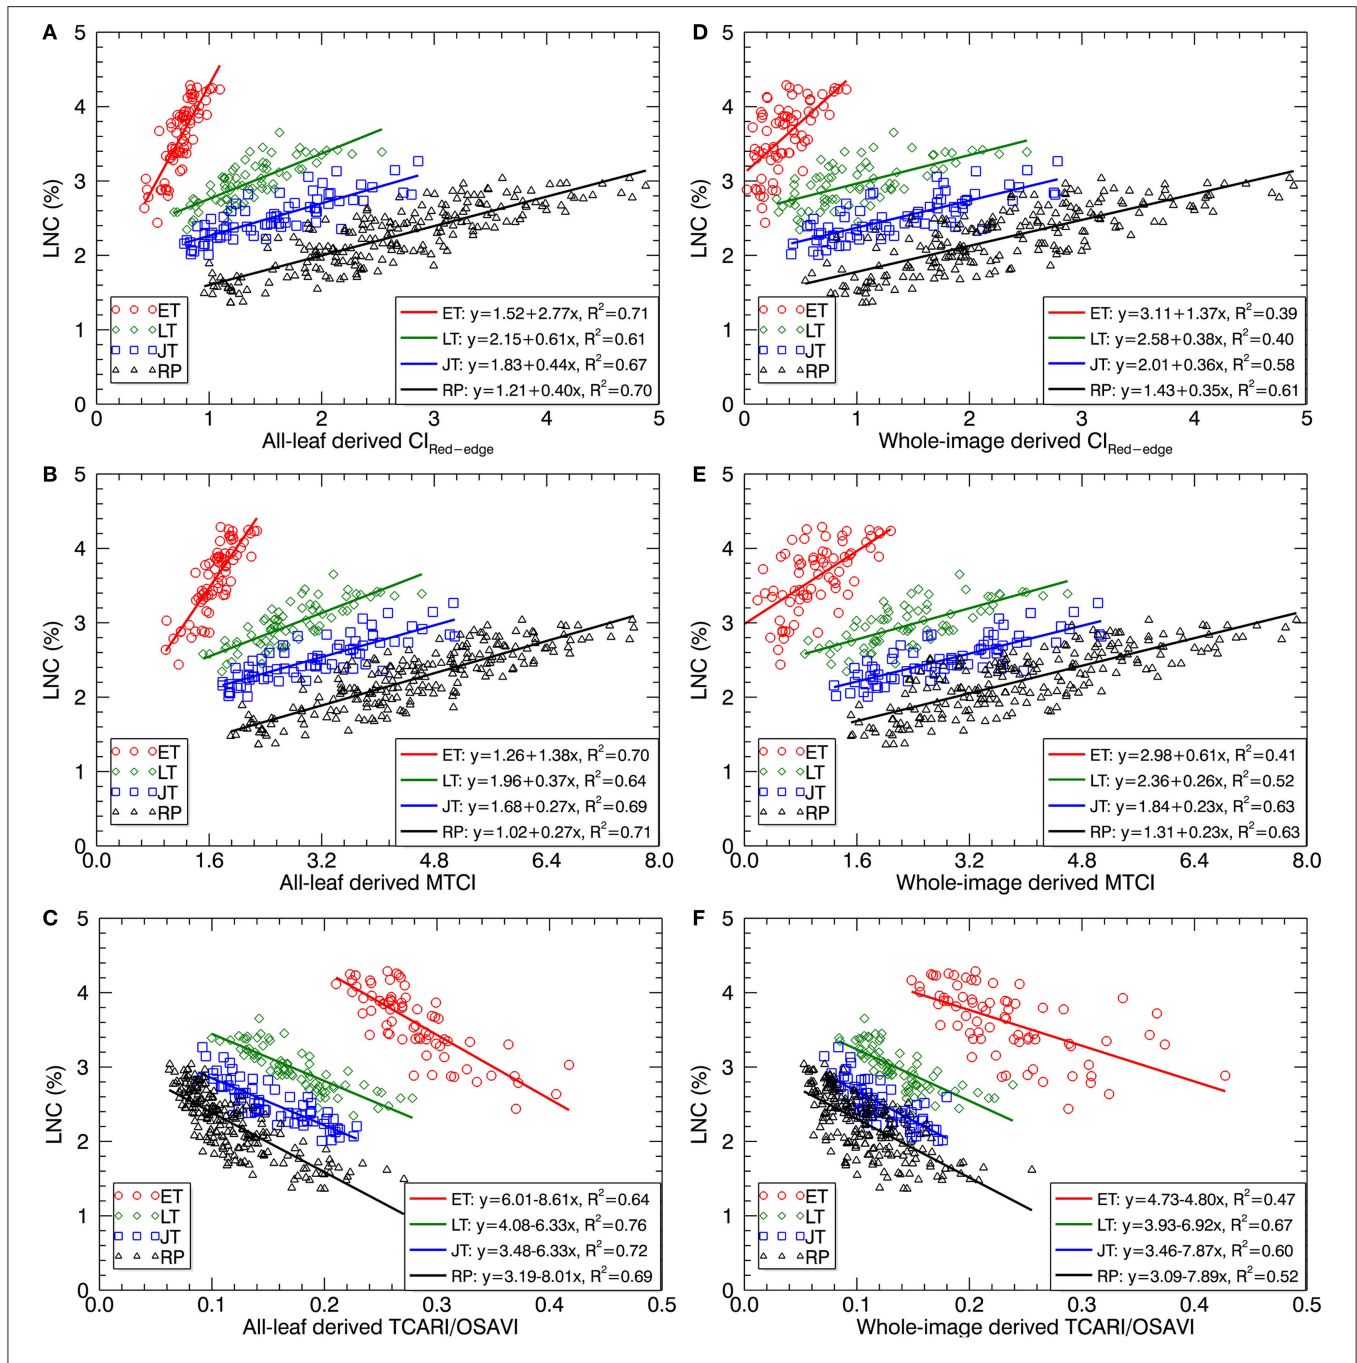 A
LNC (%)
5
4
3
2
1
0
ET
LT
JT
RP
ET: y=1.52+2.77x, R²=0.71
LT: y=2.15+0.61x, R²=0.61
JT: y=1.83+0.44x, R²=0.67
RP: y=1.21+0.40x, R²=0.70
0 1 2 3 4 5
All-leaf derived CI Red−edge
D
LNC (%)
5
4
3
2
1
0
ET
LT
JT
RP
ET: y=3.11+1.37x, R²=0.39
LT: y=2.58+0.38x, R²=0.40
JT: y=2.01+0.36x, R²=0.58
RP: y=1.43+0.35x, R²=0.61
0 1 2 3 4 5
Whole-image derived CI Red−edge
B
LNC (%)
5
4
3
2
1
0
ET
LT
JT
RP
ET: y=1.26+1.38x, R²=0.70
LT: y=1.96+0.37x, R²=0.64
JT: y=1.68+0.27x, R²=0.69
RP: y=1.02+0.27x, R²=0.71
0.0 1.6 3.2 4.8 6.4 8.0
All-leaf derived MTCI
E
LNC (%)
5
4
3
2
1
0
ET
LT
JT
RP
ET: y=2.98+0.61x, R²=0.41
LT: y=2.36+0.26x, R²=0.52
JT: y=1.84+0.23x, R²=0.63
RP: y=1.31+0.23x, R²=0.63
0.0 1.6 3.2 4.8 6.4 8.0
Whole-image derived MTCI
C
LNC (%)
5
4
3
2
1
0
ET
LT
JT
RP
ET: y=6.01-8.61x, R²=0.64
LT: y=4.08-6.33x, R²=0.76
JT: y=3.48-6.33x, R²=0.72
RP: y=3.19-8.01x, R²=0.69
0.0 0.1 0.2 0.3 0.4 0.5
All-leaf derived TCARI/OSAVI
F
LNC (%)
5
4
3
2
1
0
ET
LT
JT
RP
ET: y=4.73-4.80x, R²=0.47
LT: y=3.93-6.92x, R²=0.67
JT: y=3.46-7.87x, R²=0.60
RP: y=3.09-7.89x, R²=0.52
0.0 0.1 0.2 0.3 0.4 0.5
Whole-image derived TCARI/OSAVI